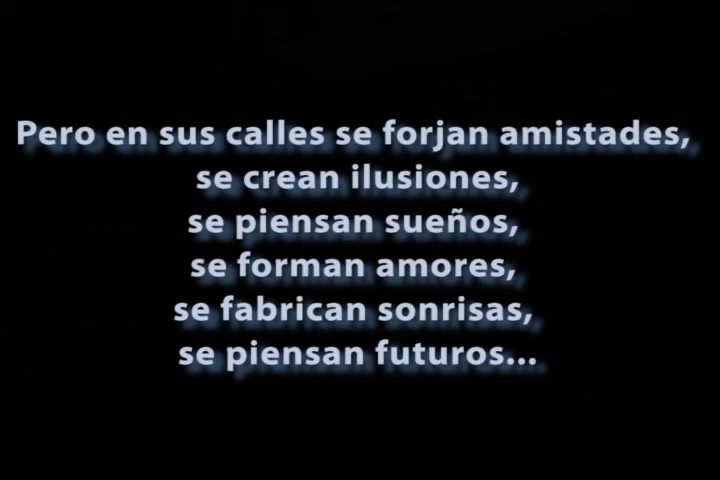 Pero en sus calles se forjan amistades,
se crean ilusiones,
se piensan sueños,
se forman amores,
se fabrican sonrisas,
se piensan futuros...